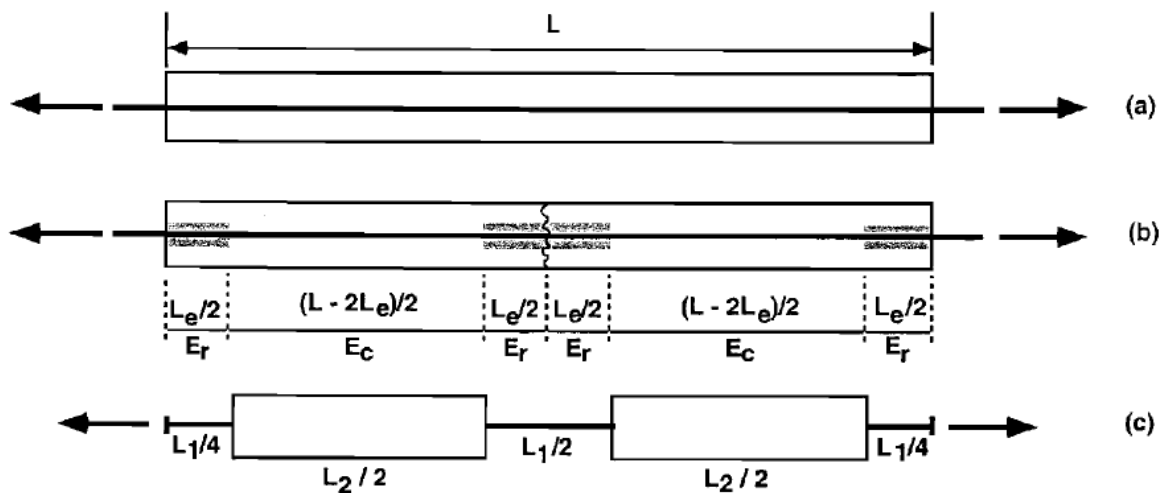 L
(a)
(b)
Le/2 (L - 2Le)/2 Le/2 Le/2 (L - 2Le)/2 Le/2
Er Ec Er Er Ec Er
(c)
L1/4 L1/2 L1/4
L2/2 L2/2